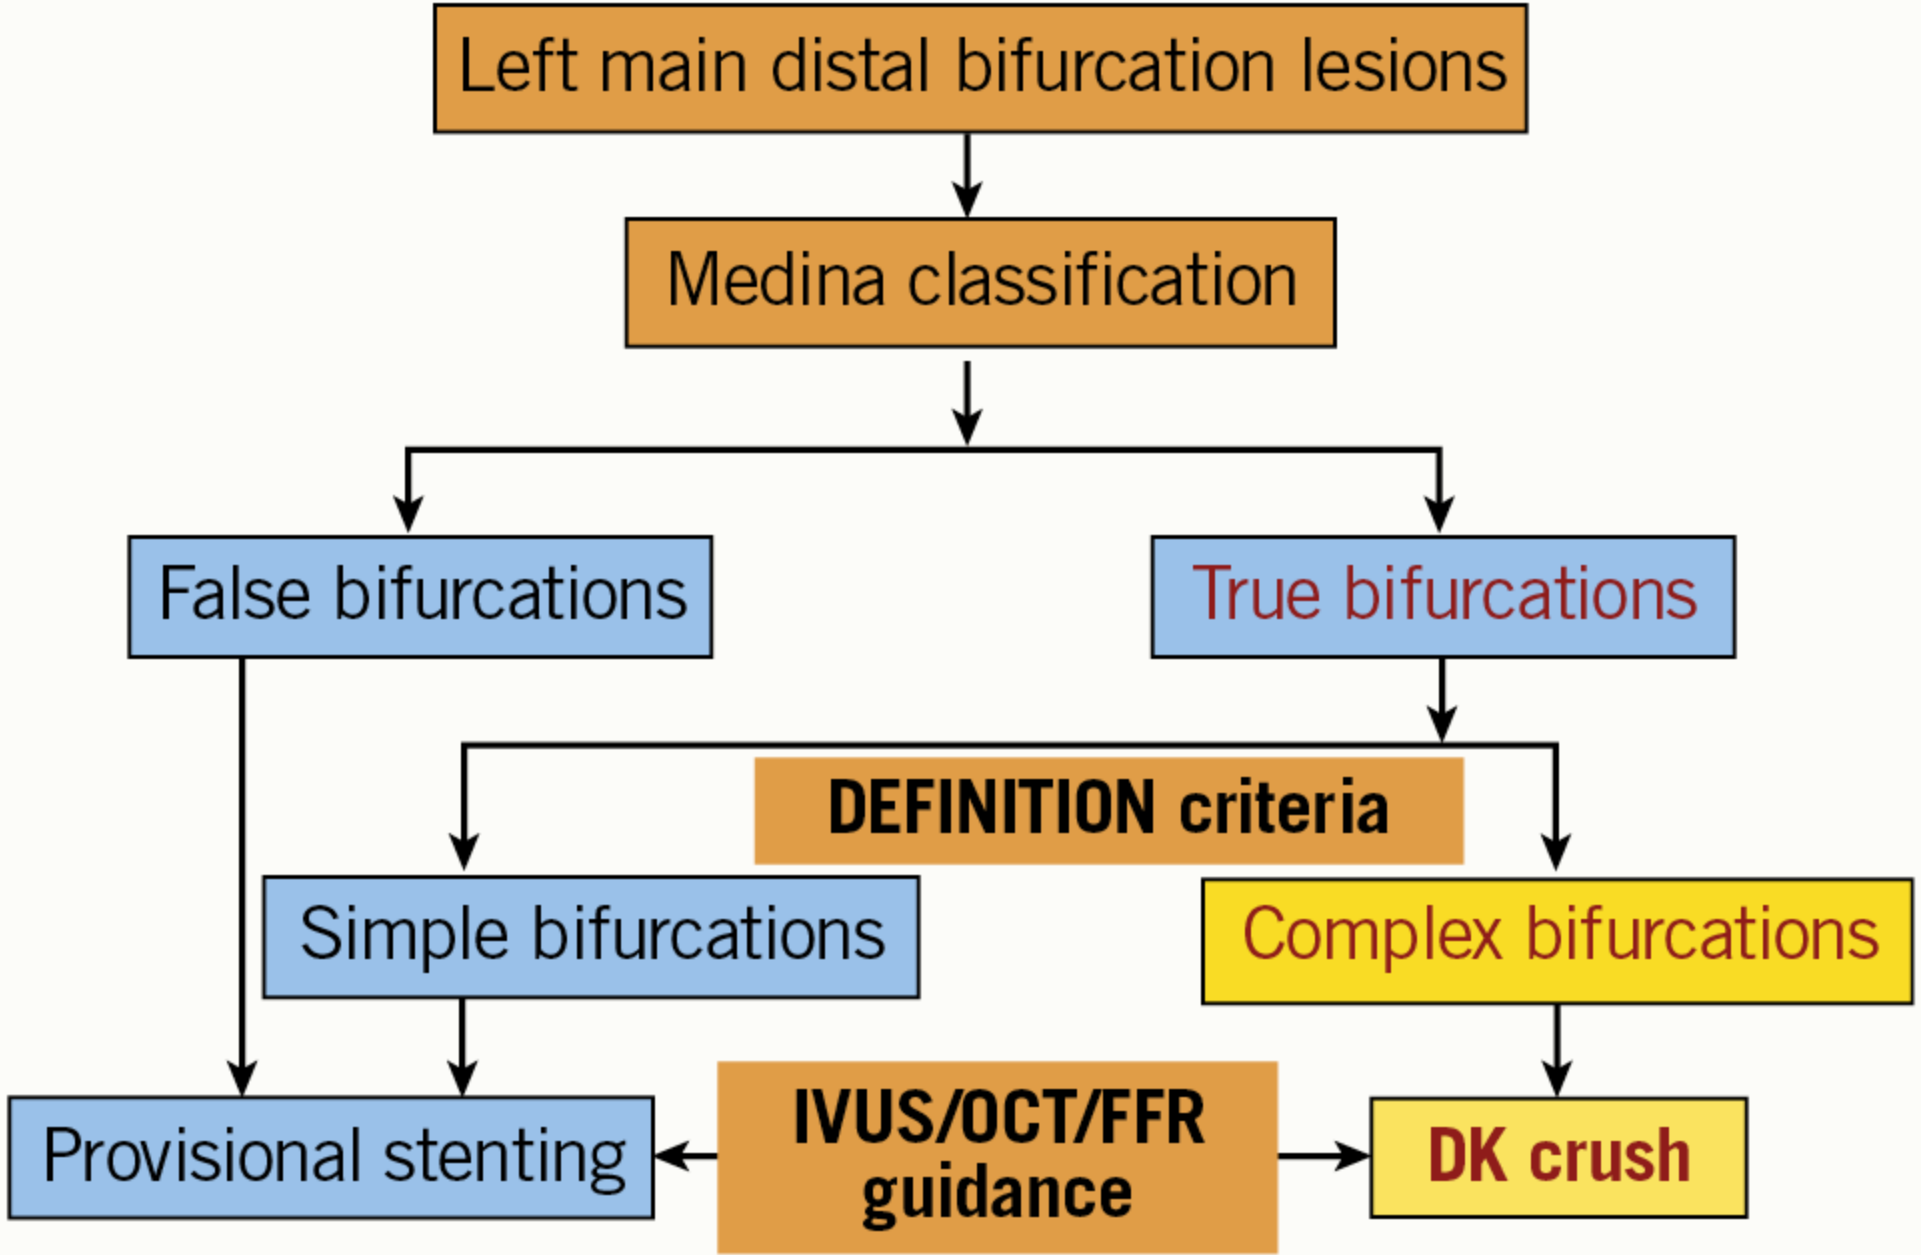 Left main distal bifurcation lesions
Medina classification
False bifurcations
True bifurcations
DEFINITION criteria
Simple bifurcations
Complex bifurcations
Provisional stenting
IVUS/OCT/FFR
guidance
DK crush